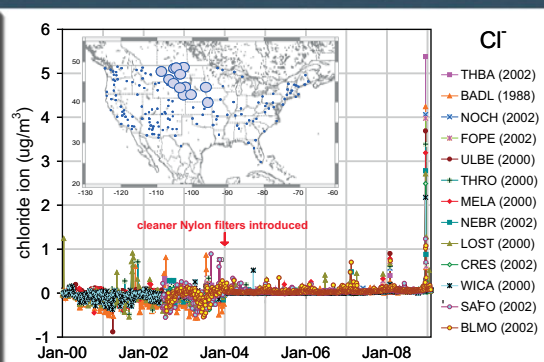 Cl-
chloride ion (ug/m3)
6
5
4
3
2
1
0
-1
50
40
30
20
-130 -120 -110 -100 -90 -80 -70 -60
cleaner Nylon filters introduced
Jan-00 Jan-02 Jan-04 Jan-06 Jan-08
THBA (2002)
BADL (1988)
NOCH (2002)
FOPE (2002)
ULBE (2000)
THRO (2000)
MELA (2000)
NEBR (2002)
LOST (2000)
CRES (2002)
WICA (2000)
SAFO (2002)
BLMO (2002)